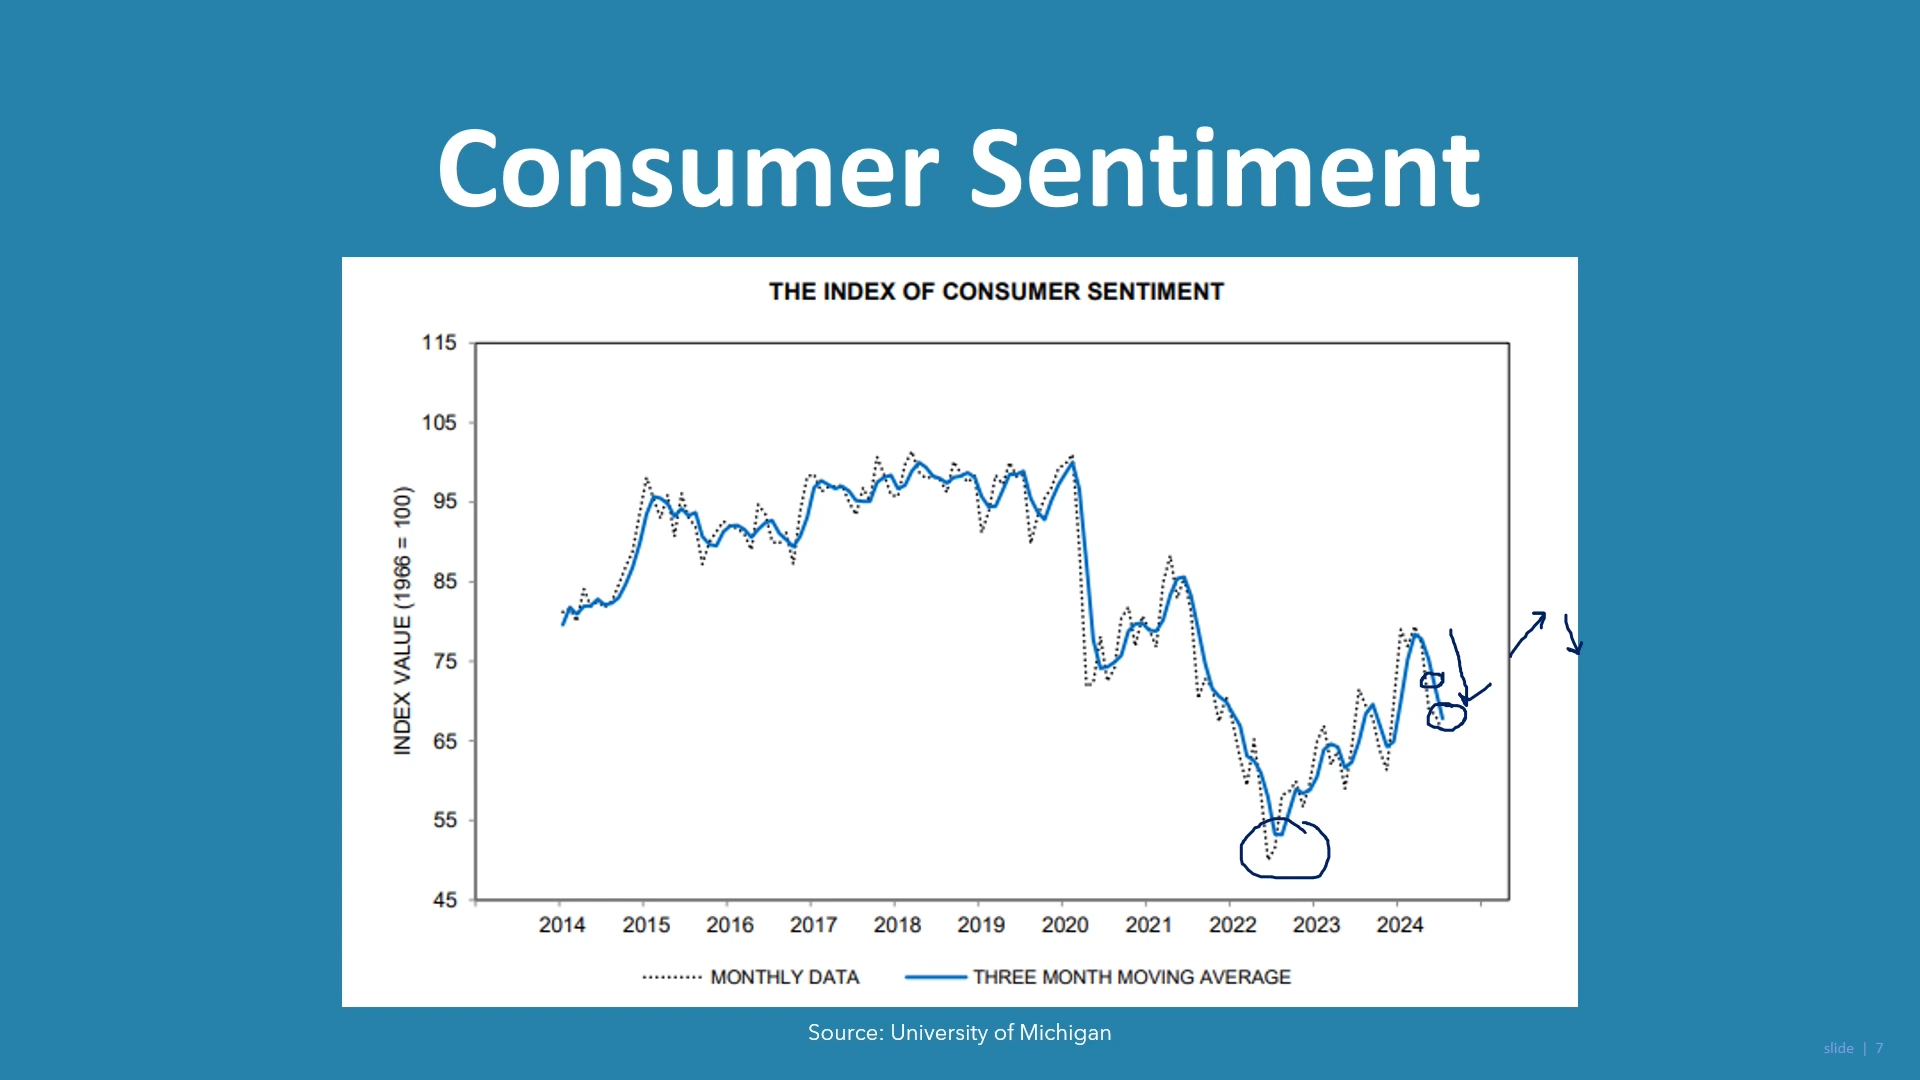 Consumer Sentiment
THE INDEX OF CONSUMER SENTIMENT
115
105
95
85
75
65
55
45
INDEX VALUE (1966 = 100)
2014 2015 2016 2017 2018 2019 2020 2021 2022 2023 2024
MONTHLY DATA THREE MONTH MOVING AVERAGE
Source: University of Michigan
slide | 7